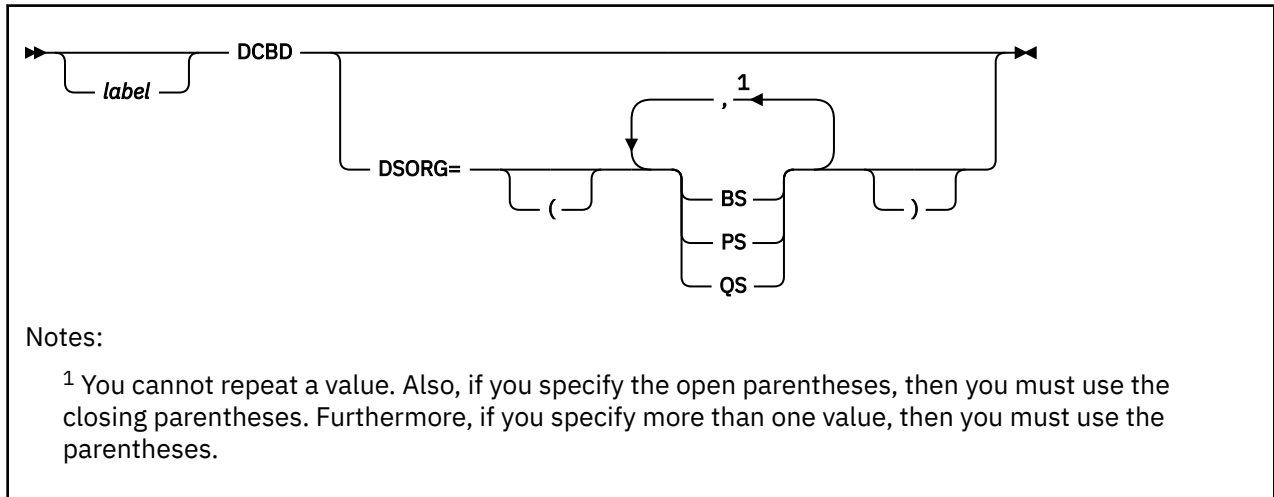 DCBD
label
, 1
DSORG=
( BS )
PS
QS
Notes:
1 You cannot repeat a value. Also, if you specify the open parentheses, then you must use the
closing parentheses. Furthermore, if you specify more than one value, then you must use the
parentheses.